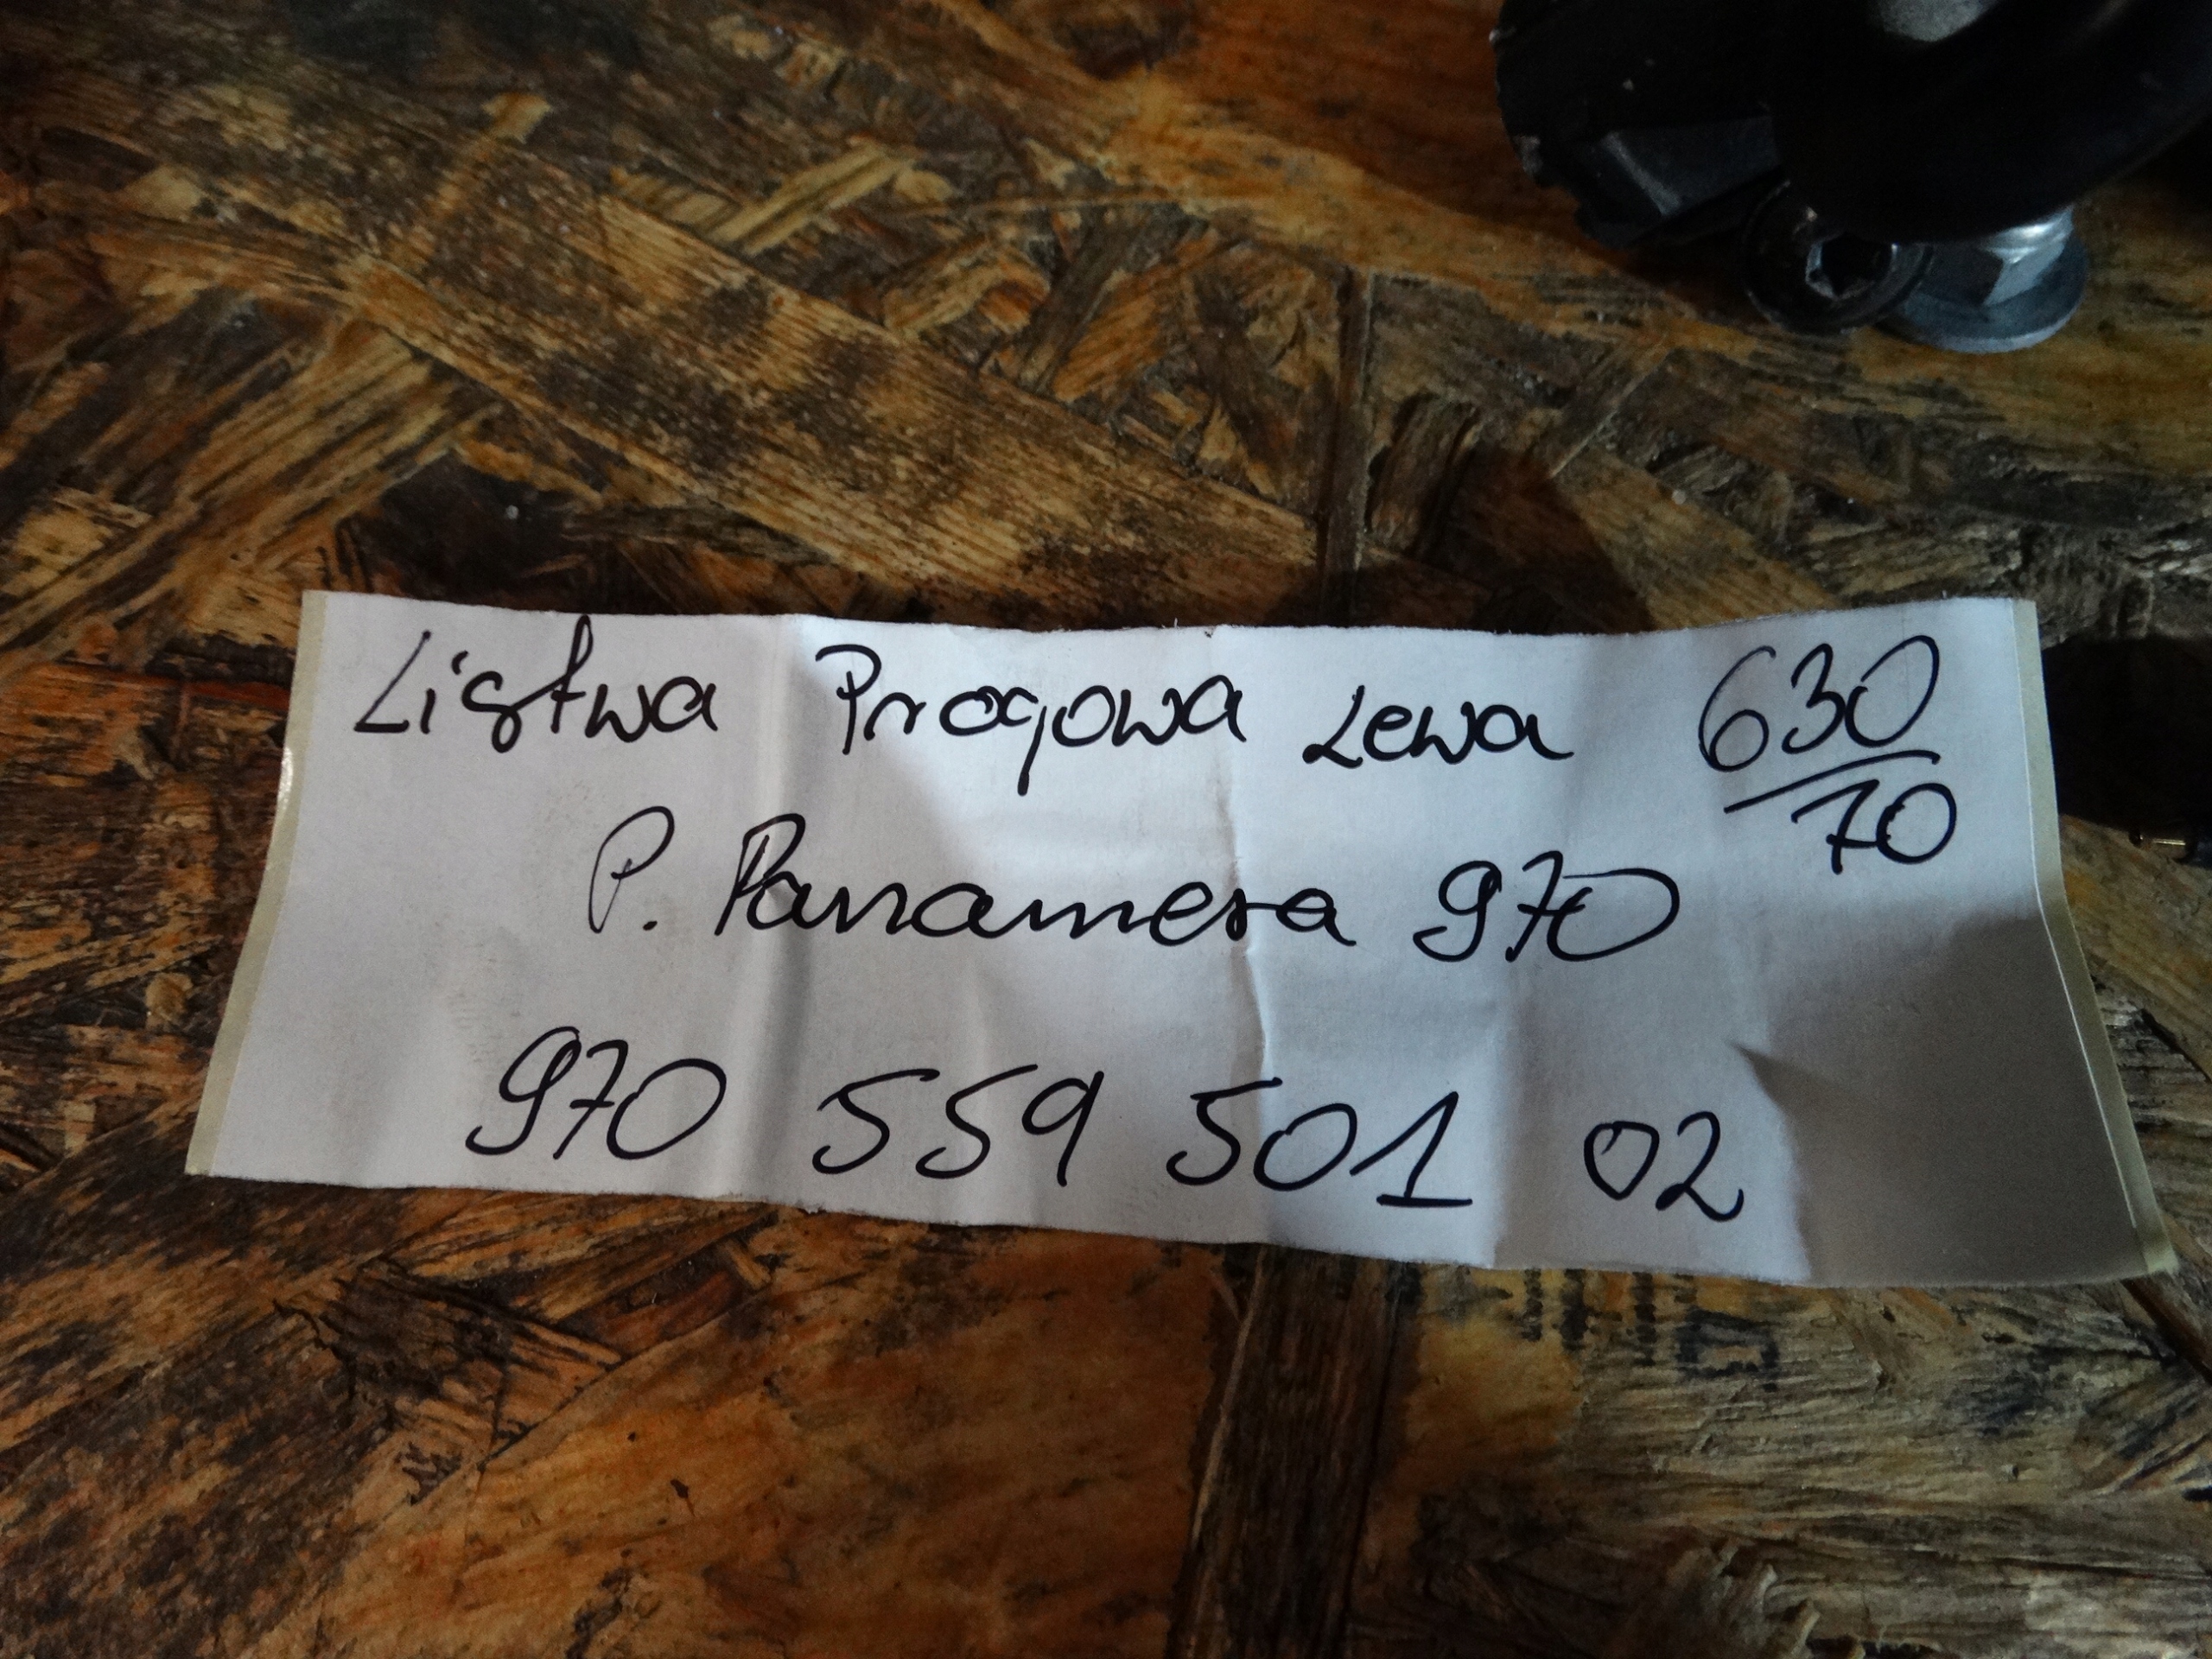 Listwa Progowa Lewa 630/70
P. Panamera 970
970 559 501 02